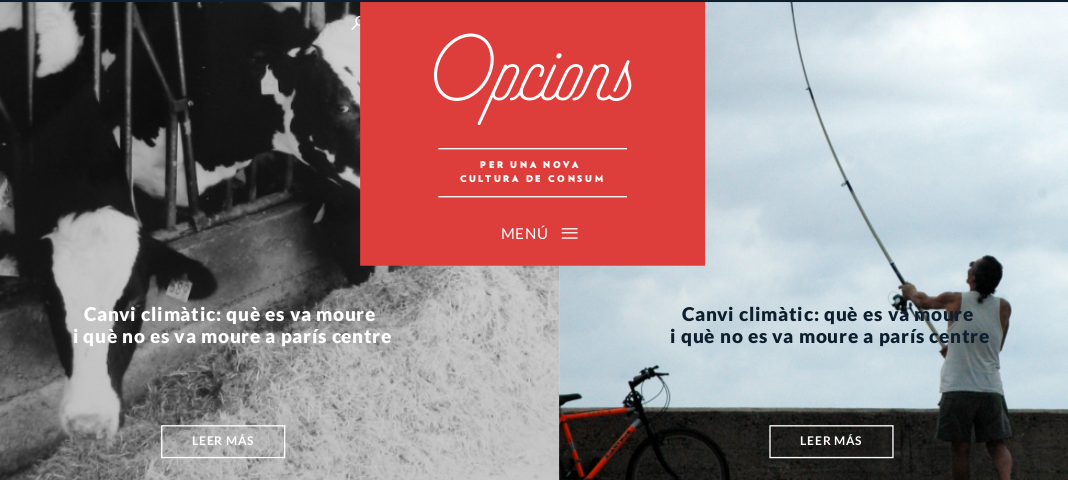 Opcions
PER UNA NOVA
CULTURA DE CONSUM
MENÚ
Canvi climàtic: què es va moure
i què no es va moure a parís centre
LEER MÁS
Canvi climàtic: què es va moure
i què no es va moure a parís centre
LEER MÁS